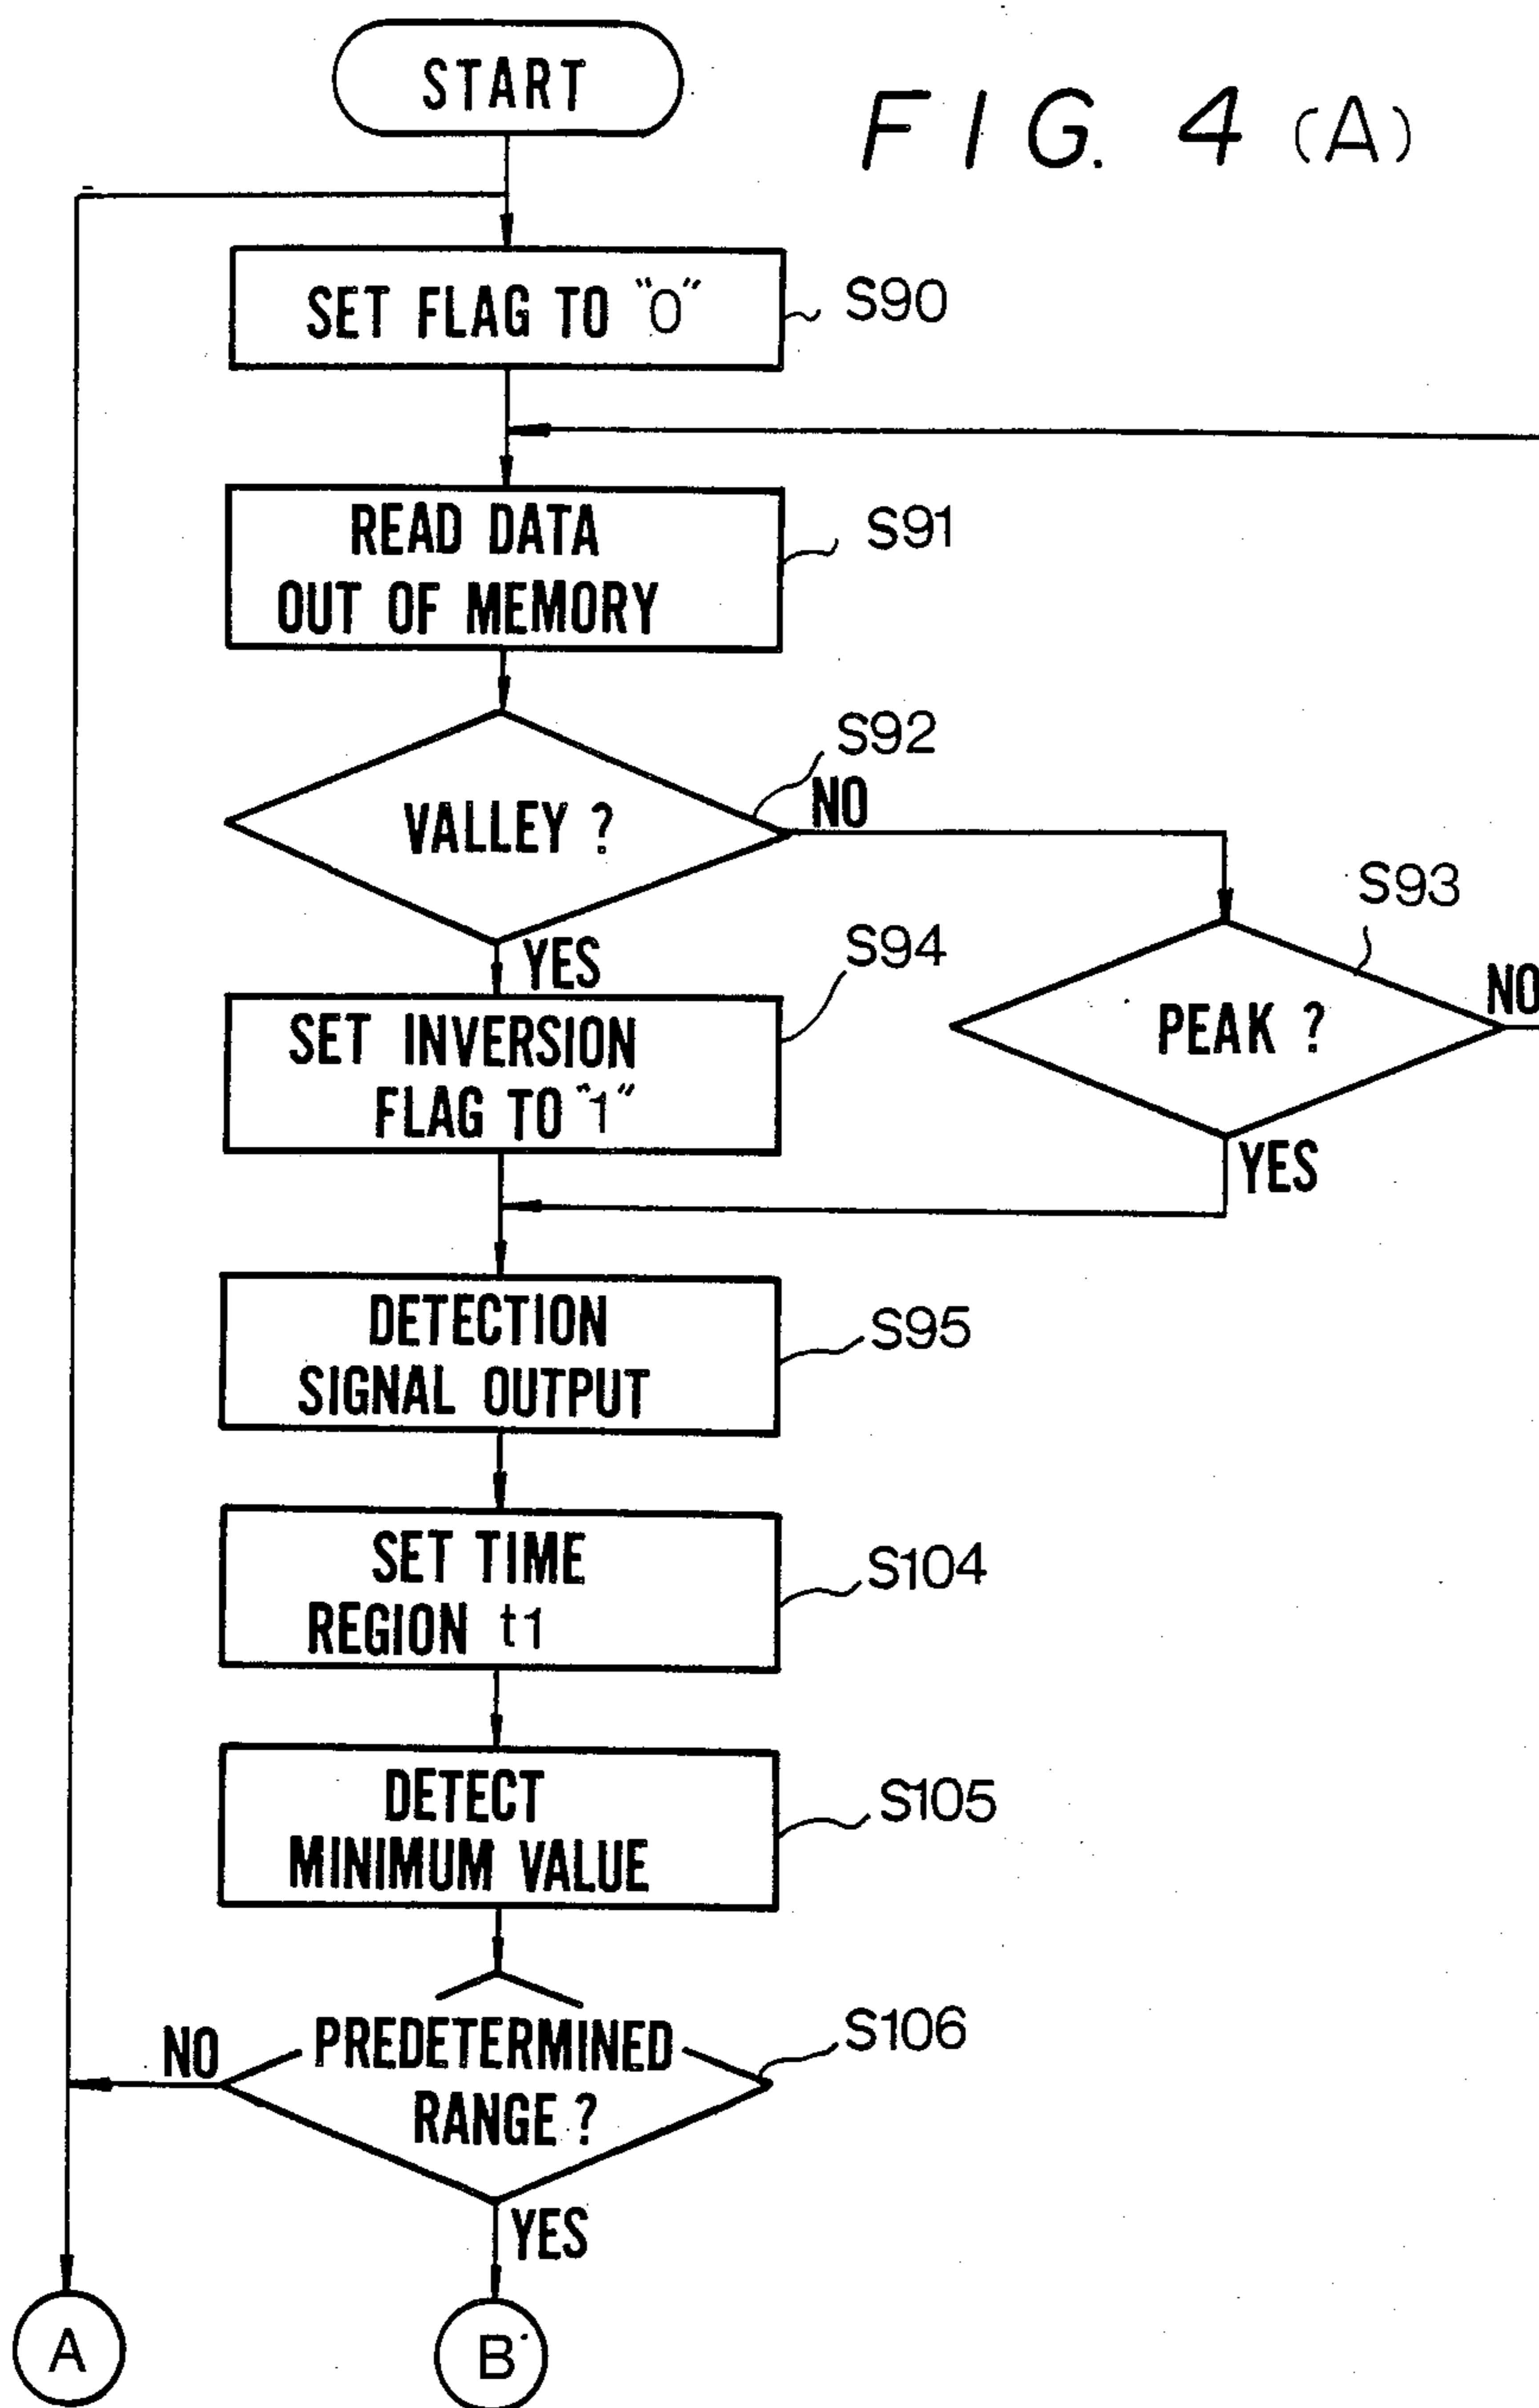 START
FIG. 4 (A)
SET FLAG TO "0"
S90
READ DATA
OUT OF MEMORY
S91
VALLEY ?
S92
NO
S93
PEAK ?
NO
YES
YES
S94
SET INVERSION
FLAG TO "1"
DETECTION
SIGNAL OUTPUT
S95
SET TIME
REGION t1
S104
DETECT
MINIMUM VALUE
S105
NO
PREDETERMINED
RANGE ?
S106
YES
A
B